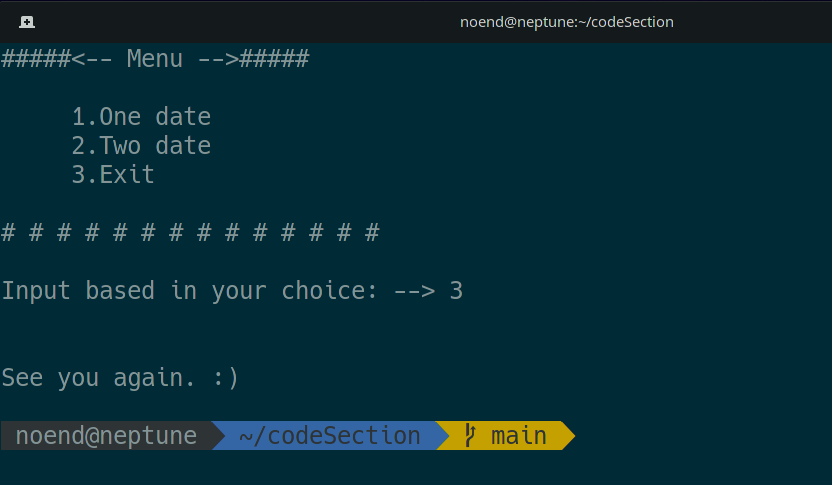 noend@neptune:~/codeSection
#####<-- Menu -->#####
1.One date
2.Two date
3.Exit
# # # # # # # # # # # # # #
Input based in your choice: --> 3
See you again. :)
noend@neptune ~/codeSection main